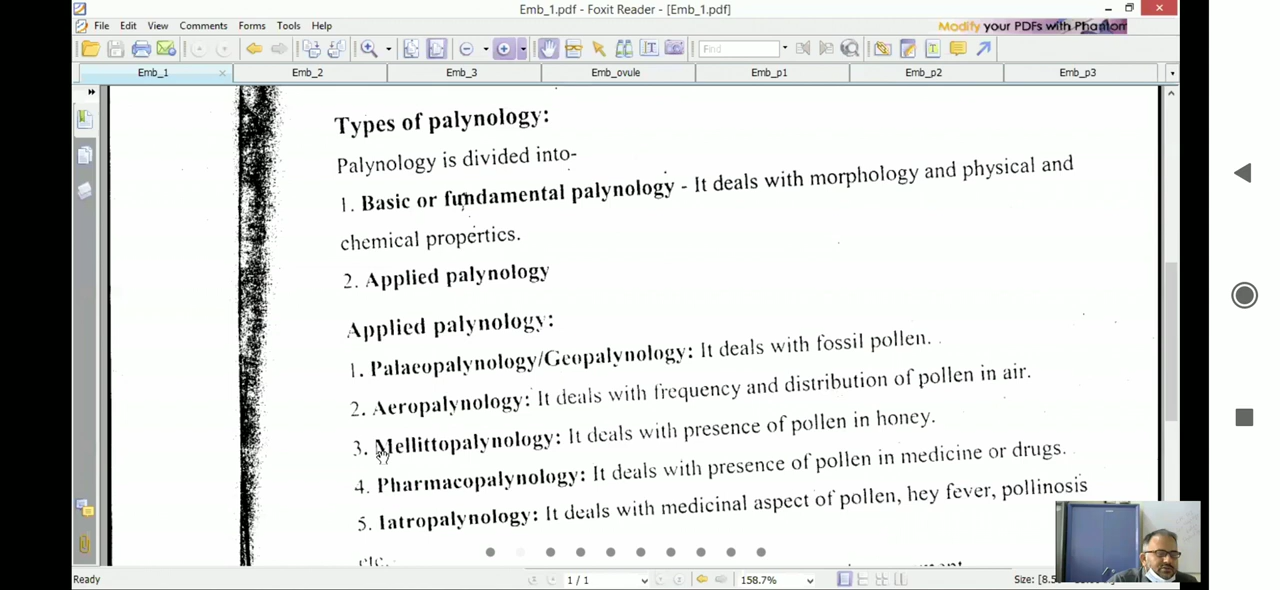 Emb_1.pdf - Foxit Reader - [Emb_1.pdf]
File Edit View Comments Forms Tools Help
Modify your PDFs with Phantom
Find
Emb_1 Emb_2 Emb_3 Emb_ovule Emb_p1 Emb_p2 Emb_p3
Types of palynology:
Palynology is divided into-
1. Basic or fundamental palynology - It deals with morphology and physical and
chemical properties.
2. Applied palynology
Applied palynology:
1. Palaeopalynology/Geopalynology: It deals with fossil pollen.
2. Aeropalynology: It deals with frequency and distribution of pollen in air.
3. Mellittopalynology: It deals with presence of pollen in honey.
4. Pharmacopalynology: It deals with presence of pollen in medicine or drugs.
5. Iatropalynology: It deals with medicinal aspect of pollen, hey fever, pollinosis
etc.
Ready 1 / 1 158.7% Size: [8.5